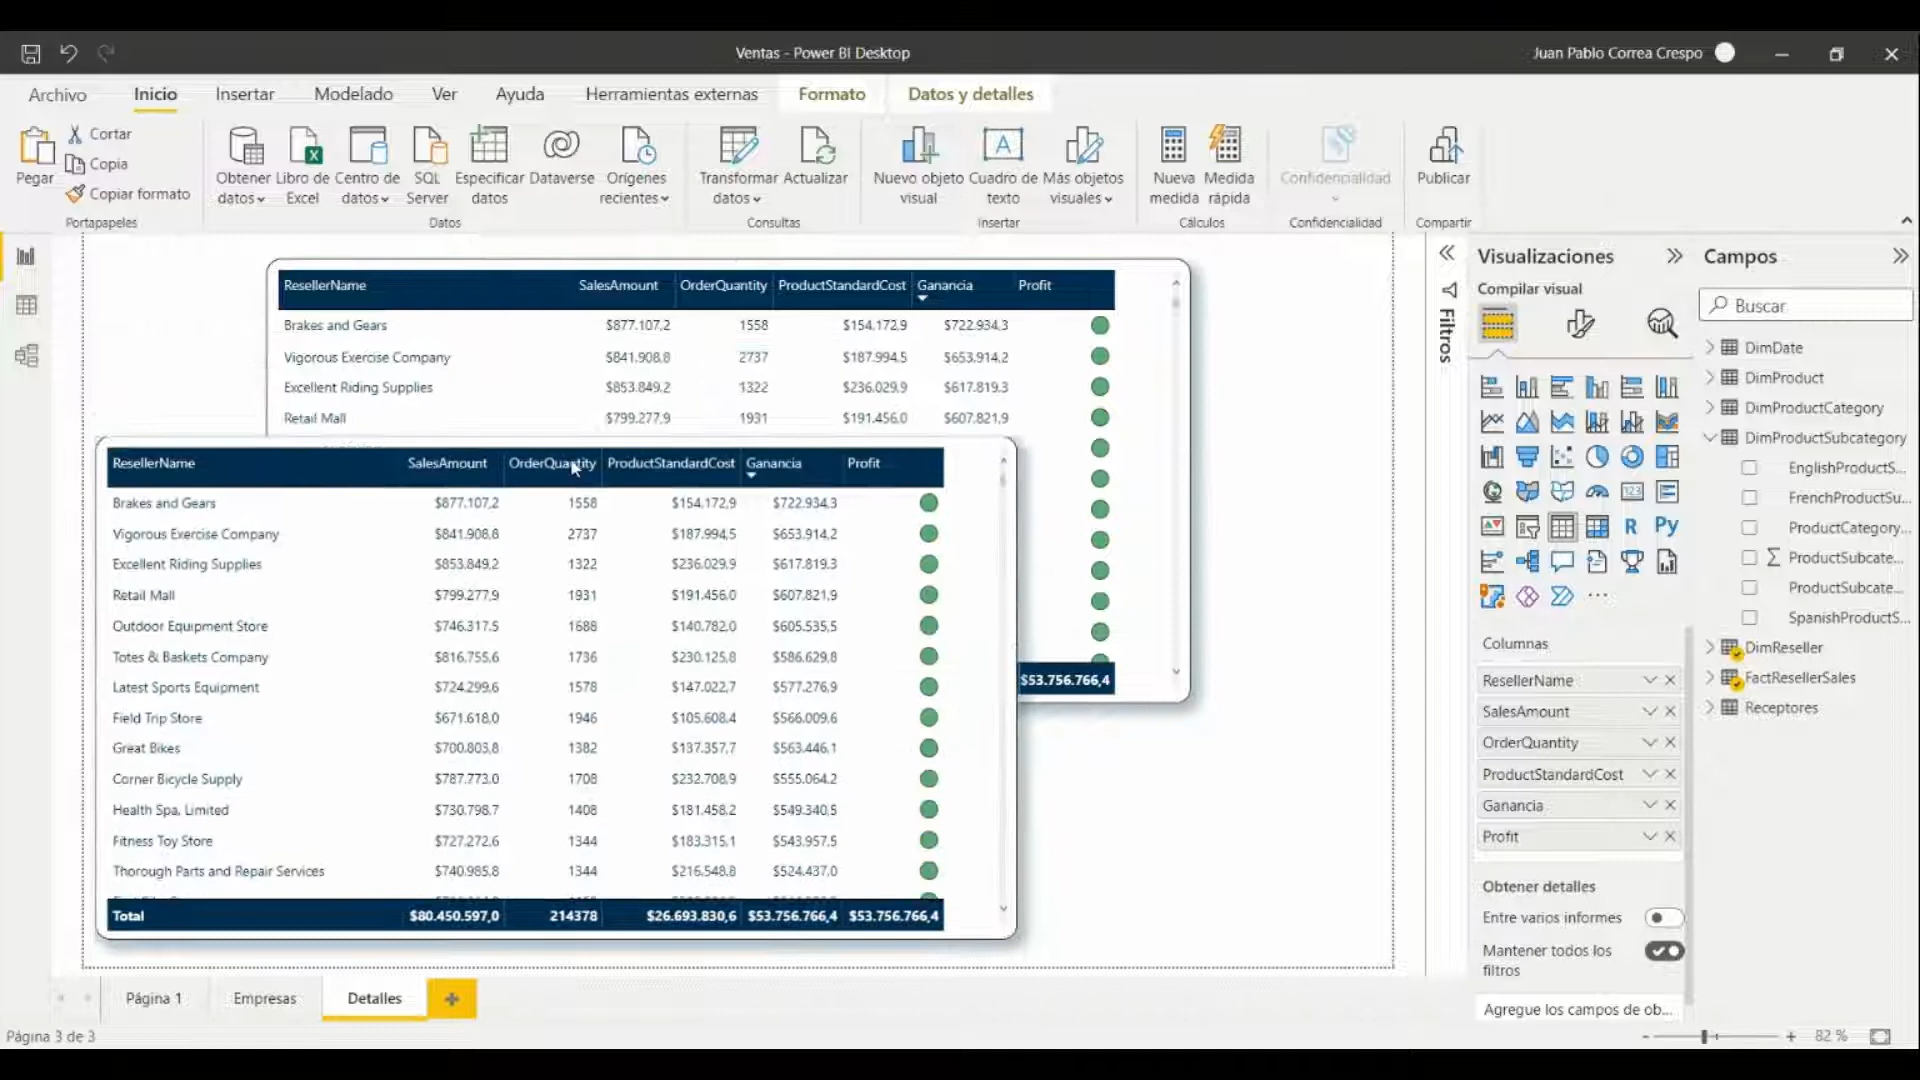 Ventas - Power BI Desktop
Juan Pablo Correa Crespo
Archivo Inicio Insertar Modelado Ver Ayuda Herramientas externas Formato Datos y detalles
Pegar
Cortar
Copia
Copiar formato
Portapapeles
Obtener datos
Libro de Excel
Centro de datos
SQL Server
Especificar datos
Dataverse
Orígenes recientes
Datos
Transformar datos
Actualizar
Consultas
Nuevo objeto visual
Cuadro de texto
Más objetos visuales
Insertar
Nueva medida
Medida rápida
Cálculos
Confidencialidad
Confidencialidad
Publicar
Compartir
ResellerName SalesAmount OrderQuantity ProductStandardCost Ganancia Profit
Brakes and Gears $877.107,2 1558 $154.172,9 $722.934,3
Vigorous Exercise Company $841.908,8 2737 $187.994,5 $653.914,2
Excellent Riding Supplies $853.849,2 1322 $236.029,9 $617.819,3
Retail Mall $799.277,9 1931 $191.456,0 $607.821,9
$53.756.766,4
ResellerName SalesAmount OrderQuantity ProductStandardCost Ganancia Profit
Brakes and Gears $877.107,2 1558 $154.172,9 $722.934,3
Vigorous Exercise Company $841.908,8 2737 $187.994,5 $653.914,2
Excellent Riding Supplies $853.849,2 1322 $236.029,9 $617.819,3
Retail Mall $799.277,9 1931 $191.456,0 $607.821,9
Outdoor Equipment Store $746.317,5 1688 $140.782,0 $605.535,5
Totes & Baskets Company $816.755,6 1736 $230.125,8 $586.629,8
Latest Sports Equipment $724.299,6 1578 $147.022,7 $577.276,9
Field Trip Store $671.618,0 1946 $105.608,4 $566.009,6
Great Bikes $700.803,8 1382 $137.357,7 $563.446,1
Corner Bicycle Supply $787.773,0 1708 $232.708,9 $555.064,2
Health Spa, Limited $730.798,7 1408 $181.458,2 $549.340,5
Fitness Toy Store $727.272,6 1344 $183.315,1 $543.957,5
Thorough Parts and Repair Services $740.985,8 1344 $216.548,8 $524.437,0
Total $80.450.597,0 214378 $26.693.830,6 $53.756.766,4 $53.756.766,4
Filtros
Visualizaciones
Compilar visual
A
123
R
Py
Columns
ResellerName
SalesAmount
OrderQuantity
ProductStandardCost
Ganancia
Profit
Obtener detalles
Entre varios informes
Mantener todos los
filtros
Agregue los campos de ob...
Campos
Buscar
DimDate
DimProduct
DimProductCategory
DimProductSubcategory
EnglishProductS...
FrenchProductSu...
ProductCategory...
ProductSubcate...
ProductSubcate...
SpanishProductS...
DimReseller
FactResellerSales
Receptores
Página 1 Empresas Detalles +
Página 3 de 3
- + 82 %